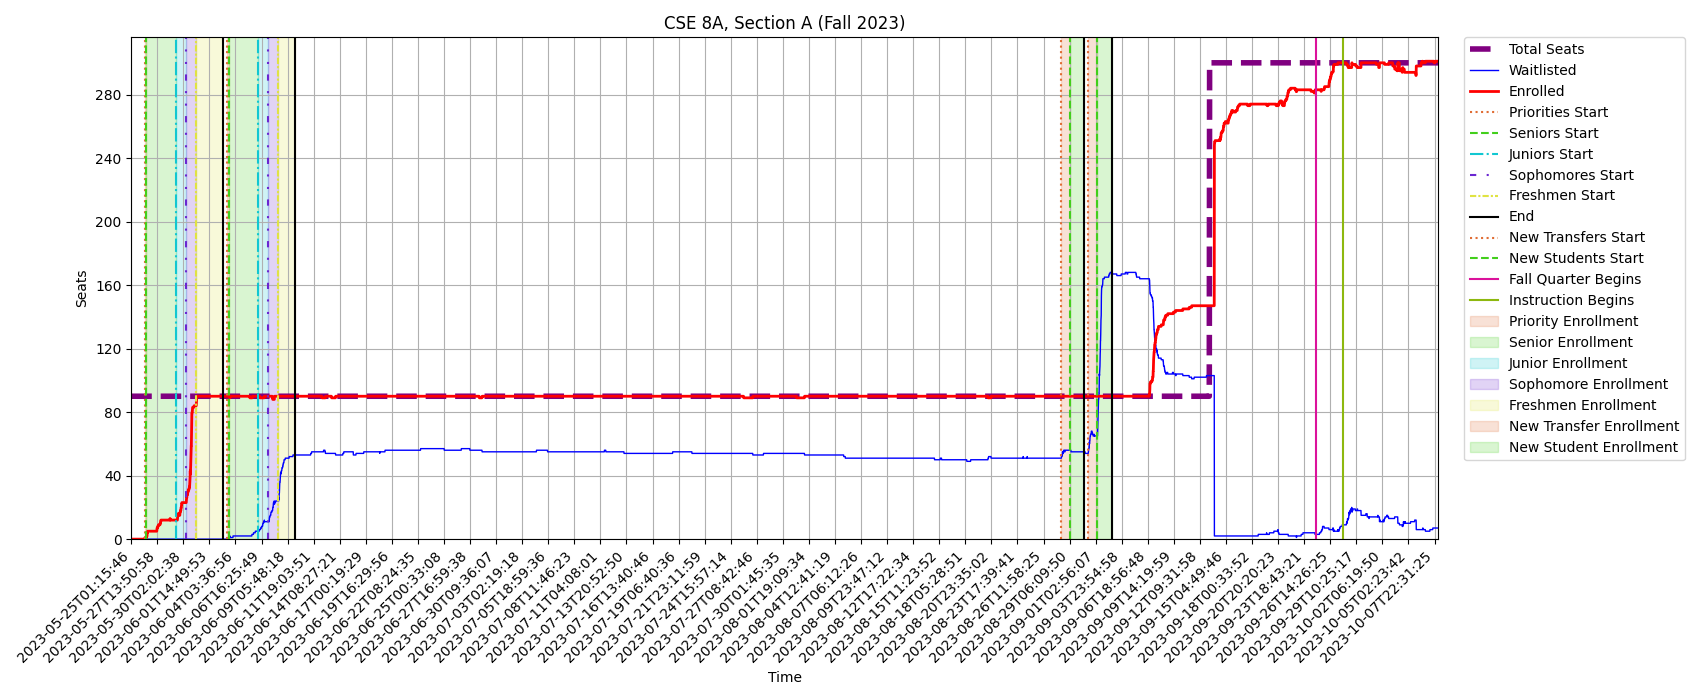 CSE 8A, Section A (Fall 2023)
Seats
280
240
200
160
120
80
40
0
2023-05-25T01:15:46
2023-05-27T13:50:58
2023-05-30T02:02:38
2023-06-01T14:49:53
2023-06-04T03:36:56
2023-06-06T16:25:49
2023-06-09T05:48:18
2023-06-11T19:03:51
2023-06-14T08:27:21
2023-06-17T00:19:29
2023-06-19T16:29:56
2023-06-22T08:24:35
2023-06-25T00:33:08
2023-06-27T16:59:38
2023-06-30T09:36:07
2023-07-03T02:19:18
2023-07-05T18:59:36
2023-07-08T11:46:23
2023-07-11T04:08:01
2023-07-13T20:52:50
2023-07-16T13:40:46
2023-07-19T06:40:36
2023-07-21T23:11:59
2023-07-24T15:57:14
2023-07-27T08:42:46
2023-07-30T01:45:35
2023-08-01T19:09:34
2023-08-04T12:41:19
2023-08-07T06:12:26
2023-08-09T23:47:12
2023-08-12T17:22:34
2023-08-15T11:23:52
2023-08-18T05:28:51
2023-08-20T23:35:02
2023-08-23T17:39:41
2023-08-26T11:58:25
2023-08-29T06:09:50
2023-09-01T02:56:07
2023-09-03T23:54:58
2023-09-06T18:56:48
2023-09-09T14:19:59
2023-09-12T09:31:58
2023-09-15T04:49:46
2023-09-18T00:33:52
2023-09-20T20:20:23
2023-09-23T18:43:21
2023-09-26T14:26:25
2023-09-29T10:25:17
2023-10-02T06:19:50
2023-10-05T02:23:42
2023-10-07T22:31:25
Time
Total Seats
Waitlisted
Enrolled
Priorities Start
Seniors Start
Juniors Start
Sophomores Start
Freshmen Start
End
New Transfers Start
New Students Start
Fall Quarter Begins
Instruction Begins
Priority Enrollment
Senior Enrollment
Junior Enrollment
Sophomore Enrollment
Freshmen Enrollment
New Transfer Enrollment
New Student Enrollment